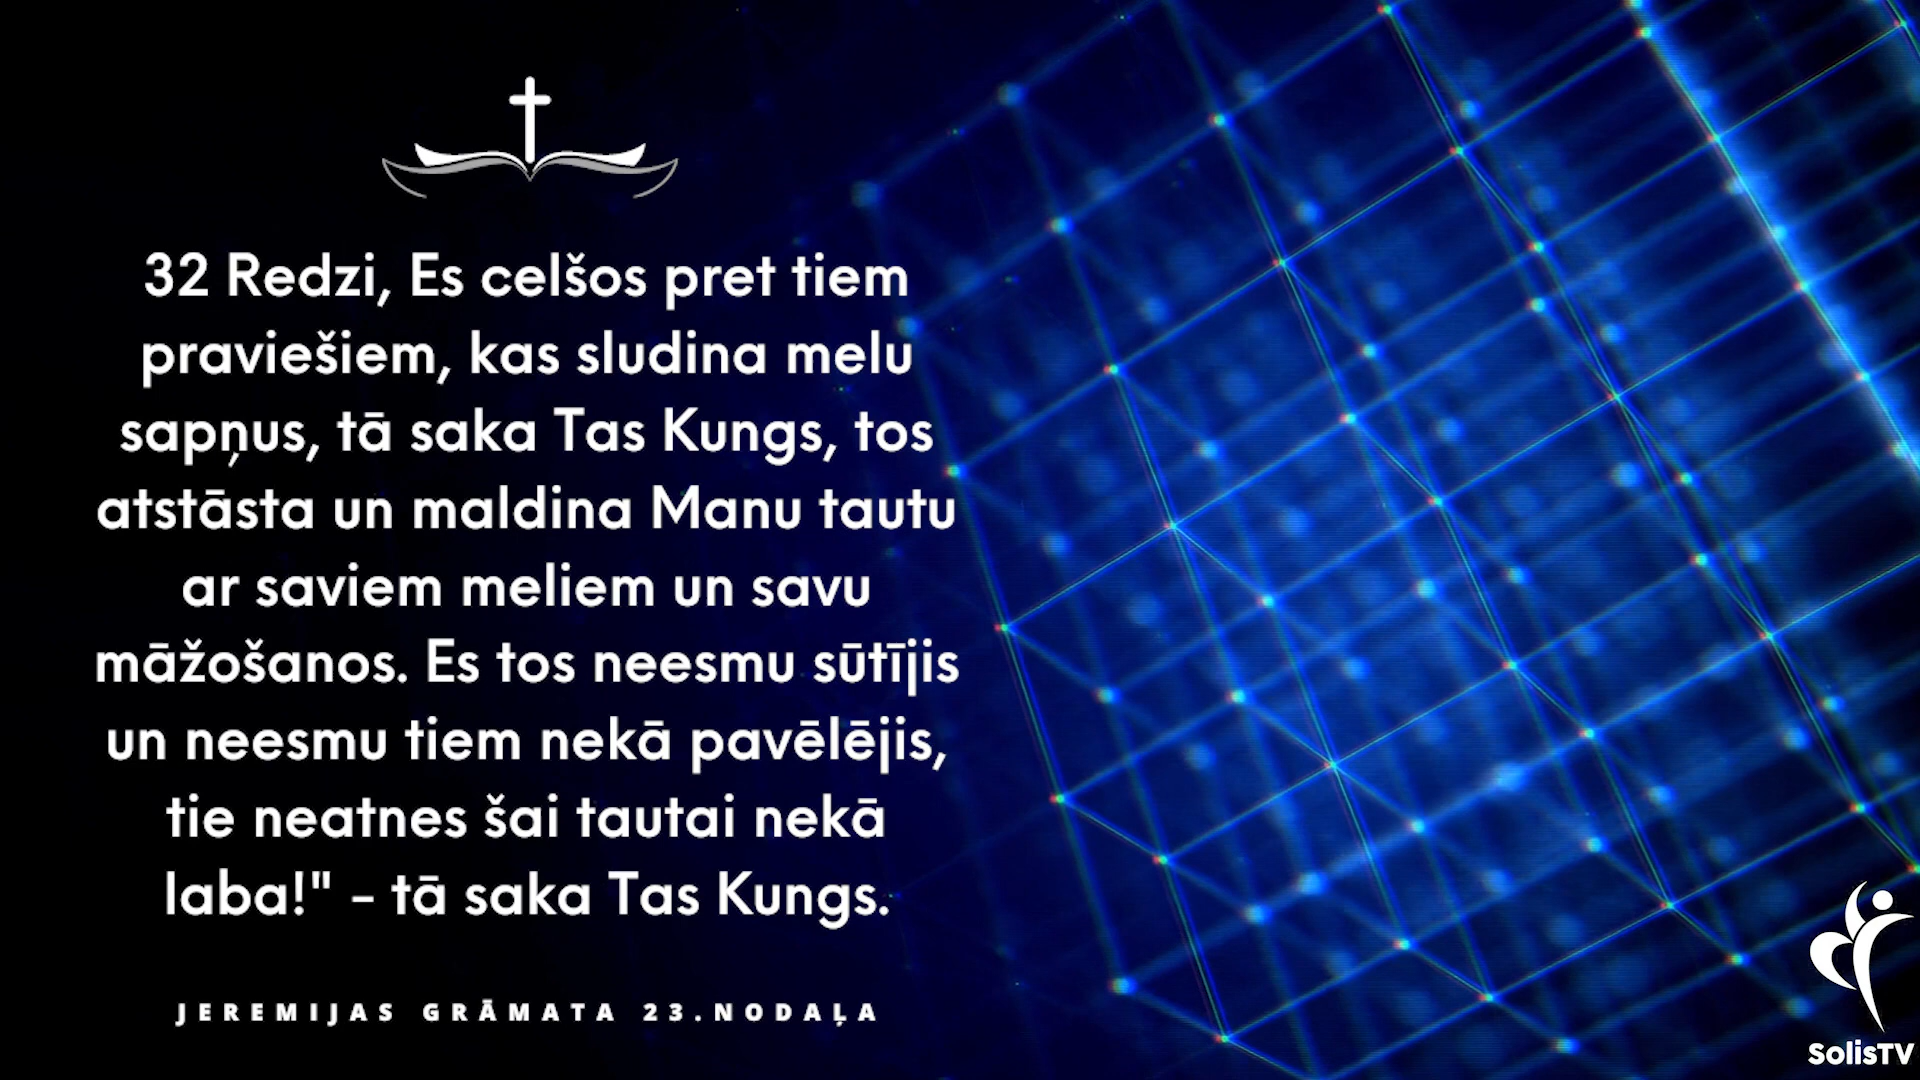 32 Redzi, Es celšos pret tiem
praviešiem, kas sludina melu
sapņus, tā saka Tas Kungs, tos
atstāsta un maldina Manu tautu
ar saviem meliem un savu
māžošanos. Es tos neesmu sūtījis
un neesmu tiem nekā pavēlējis,
tie neatnes šai tautai nekā
laba!" - tā saka Tas Kungs.
JEREMIJAS GRĀMATA 23.NODAĻA
SolisTV